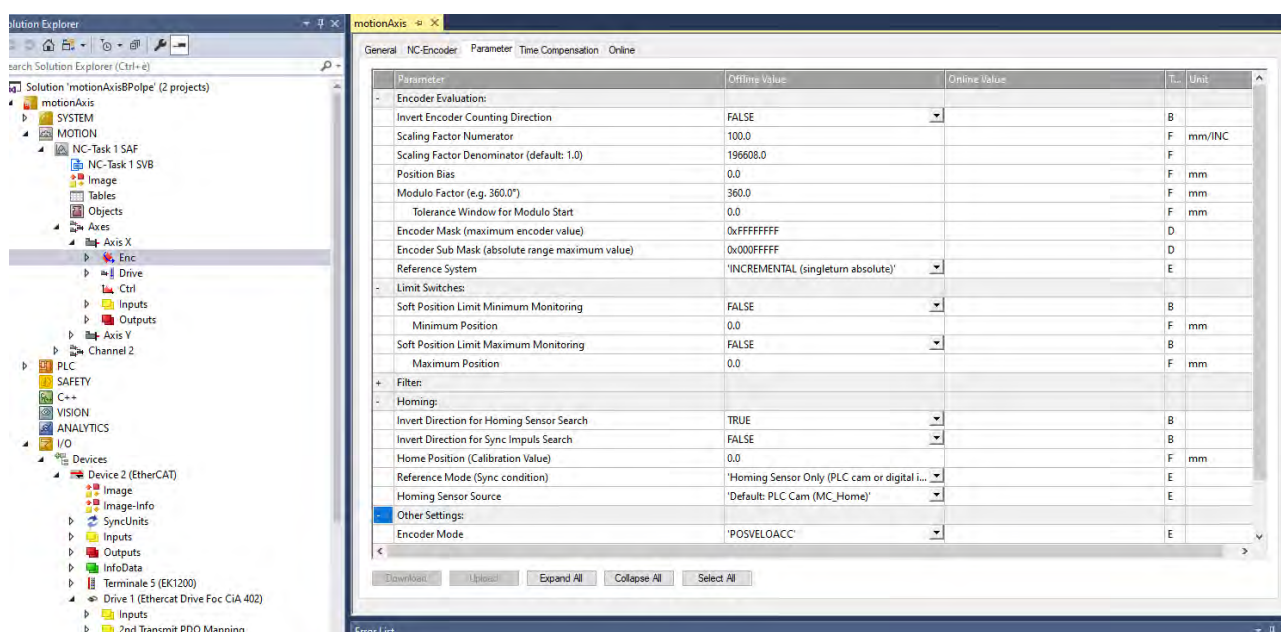 olution Explorer
earch Solution Explorer (Ctrl+è)
Solution 'motionAxisBPolpe' (2 projects)
motionAxis
SYSTEM
MOTION
NC-Task 1 SAF
NC-Task 1 SVB
Image
Tables
Objects
Axes
Axis X
Enc
Drive
Ctrl
Inputs
Outputs
Axis Y
Channel 2
PLC
SAFETY
C++
VISION
ANALYTICS
I/O
Devices
Device 2 (EtherCAT)
Image
Image-Info
SyncUnits
Inputs
Outputs
InfoData
Terminale 5 (EK1200)
Drive 1 (Ethercat Drive Foc CiA 402)
Inputs
2nd Transmit PDO Mapping
motionAxis
General NC-Encoder Parameter Time Compensation Online
Parameter Offline Value Online Value T... Unit
- Encoder Evaluation:
Invert Encoder Counting Direction FALSE B
Scaling Factor Numerator 100.0 F mm/INC
Scaling Factor Denominator (default: 1.0) 196608.0 F
Position Bias 0.0 F mm
Modulo Factor (e.g. 360.0°) 360.0 F mm
Tolerance Window for Modulo Start 0.0 F mm
Encoder Mask (maximum encoder value) 0xFFFFFFFF D
Encoder Sub Mask (absolute range maximum value) 0x000FFFFF D
Reference System 'INCREMENTAL (singleturn absolute)' E
- Limit Switches:
Soft Position Limit Minimum Monitoring FALSE B
Minimum Position 0.0 F mm
Soft Position Limit Maximum Monitoring FALSE B
Maximum Position 0.0 F mm
+ Filter:
- Homing:
Invert Direction for Homing Sensor Search TRUE B
Invert Direction for Sync Impuls Search FALSE B
Home Position (Calibration Value) 0.0 F mm
Reference Mode (Sync condition) 'Homing Sensor Only (PLC cam or digital i... E
Homing Sensor Source 'Default: PLC Cam (MC_Home)' E
- Other Settings:
Encoder Mode 'POSVELOACC' E
Download Upload Expand All Collapse All Select All
Error List